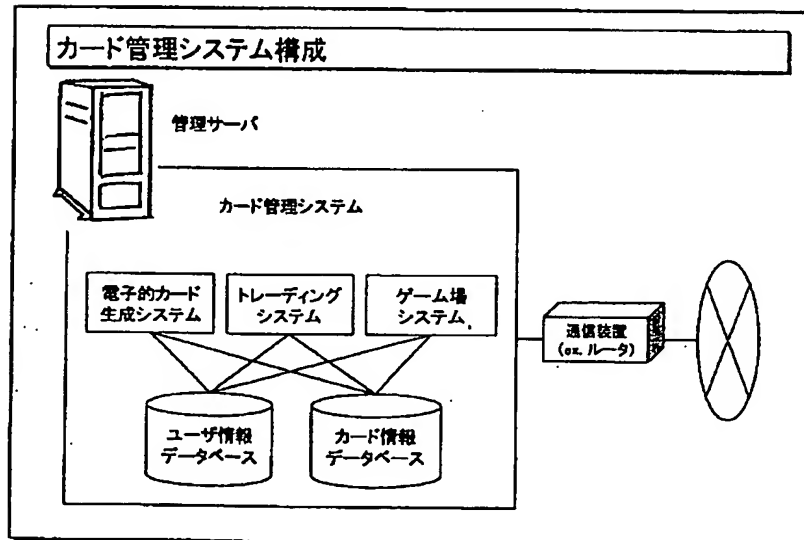 カード管理システム構成
管理サーバ
カード管理システム
電子的カード
生成システム
トレーディング
システム
ゲーム場
システム
通信装置
(ex. ルータ)
ユーザ情報
データベース
カード情報
データベース